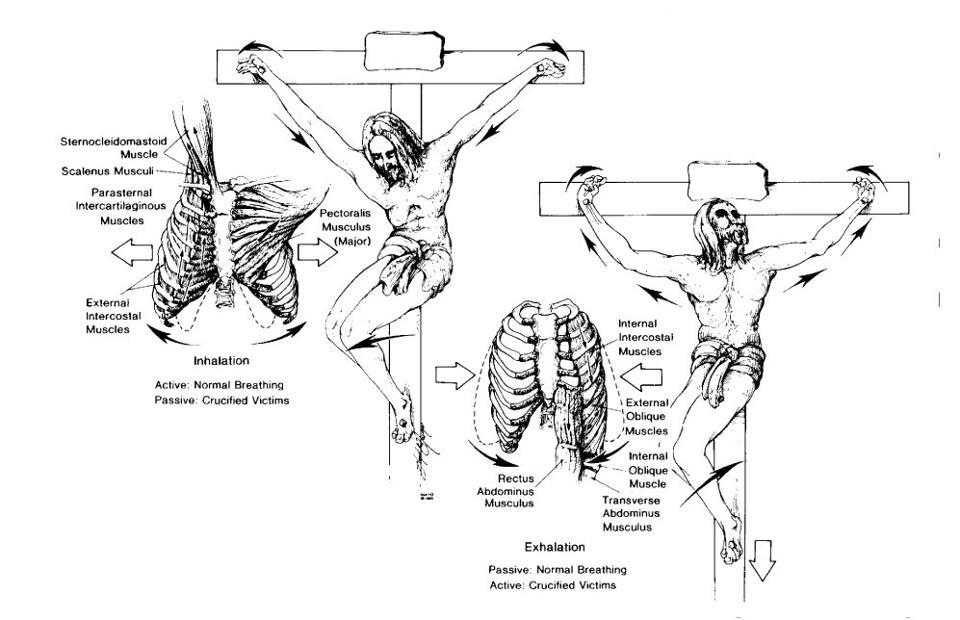 Sternocleidomastoid
Muscle
Scalenus Musculi
Parasternal
Intercartilaginous
Muscles
Pectoralis
Musculus
(Major)
External
Intercostal
Muscles
Inhalation
Active: Normal Breathing
Passive: Crucified Victims
Internal
Intercostal
Muscles
External
Oblique
Muscles
Internal
Oblique
Muscle
Rectus
Abdominus
Musculus
Transverse
Abdominus
Musculus
Exhalation
Passive: Normal Breathing
Active: Crucified Victims